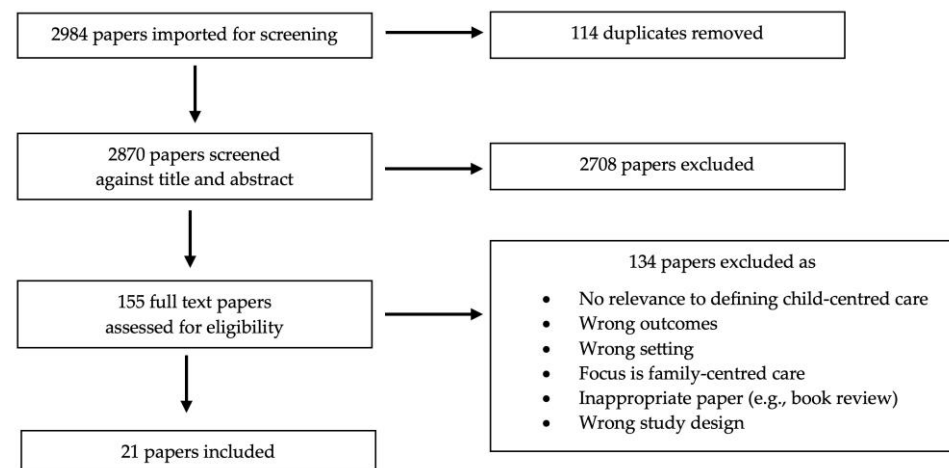 2984 papers imported for screening
114 duplicates removed
2870 papers screened
against title and abstract
2708 papers excluded
155 full text papers
assessed for eligibility
134 papers excluded as
• No relevance to defining child-centred care
• Wrong outcomes
• Wrong setting
• Focus is family-centred care
• Inappropriate paper (e.g., book review)
• Wrong study design
21 papers included